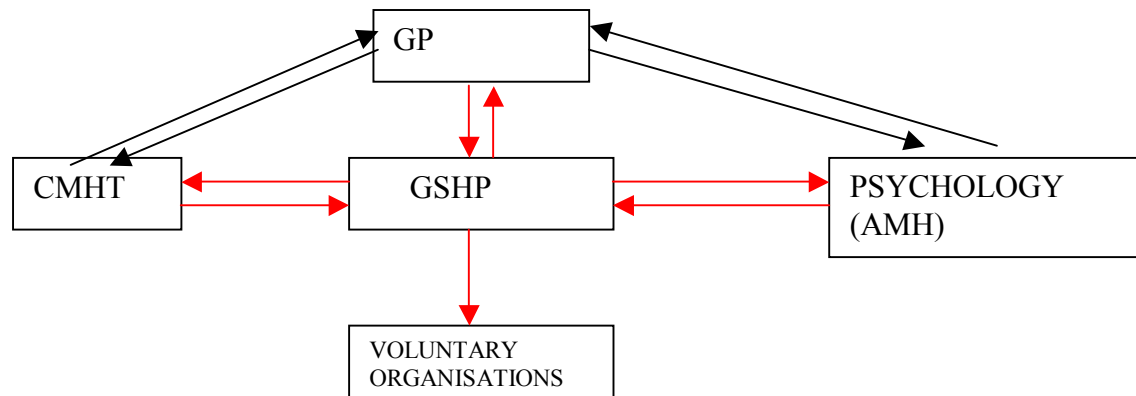 GP
CMHT
GSHP
PSYCHOLOGY
(AMH)
VOLUNTARY
ORGANISATIONS